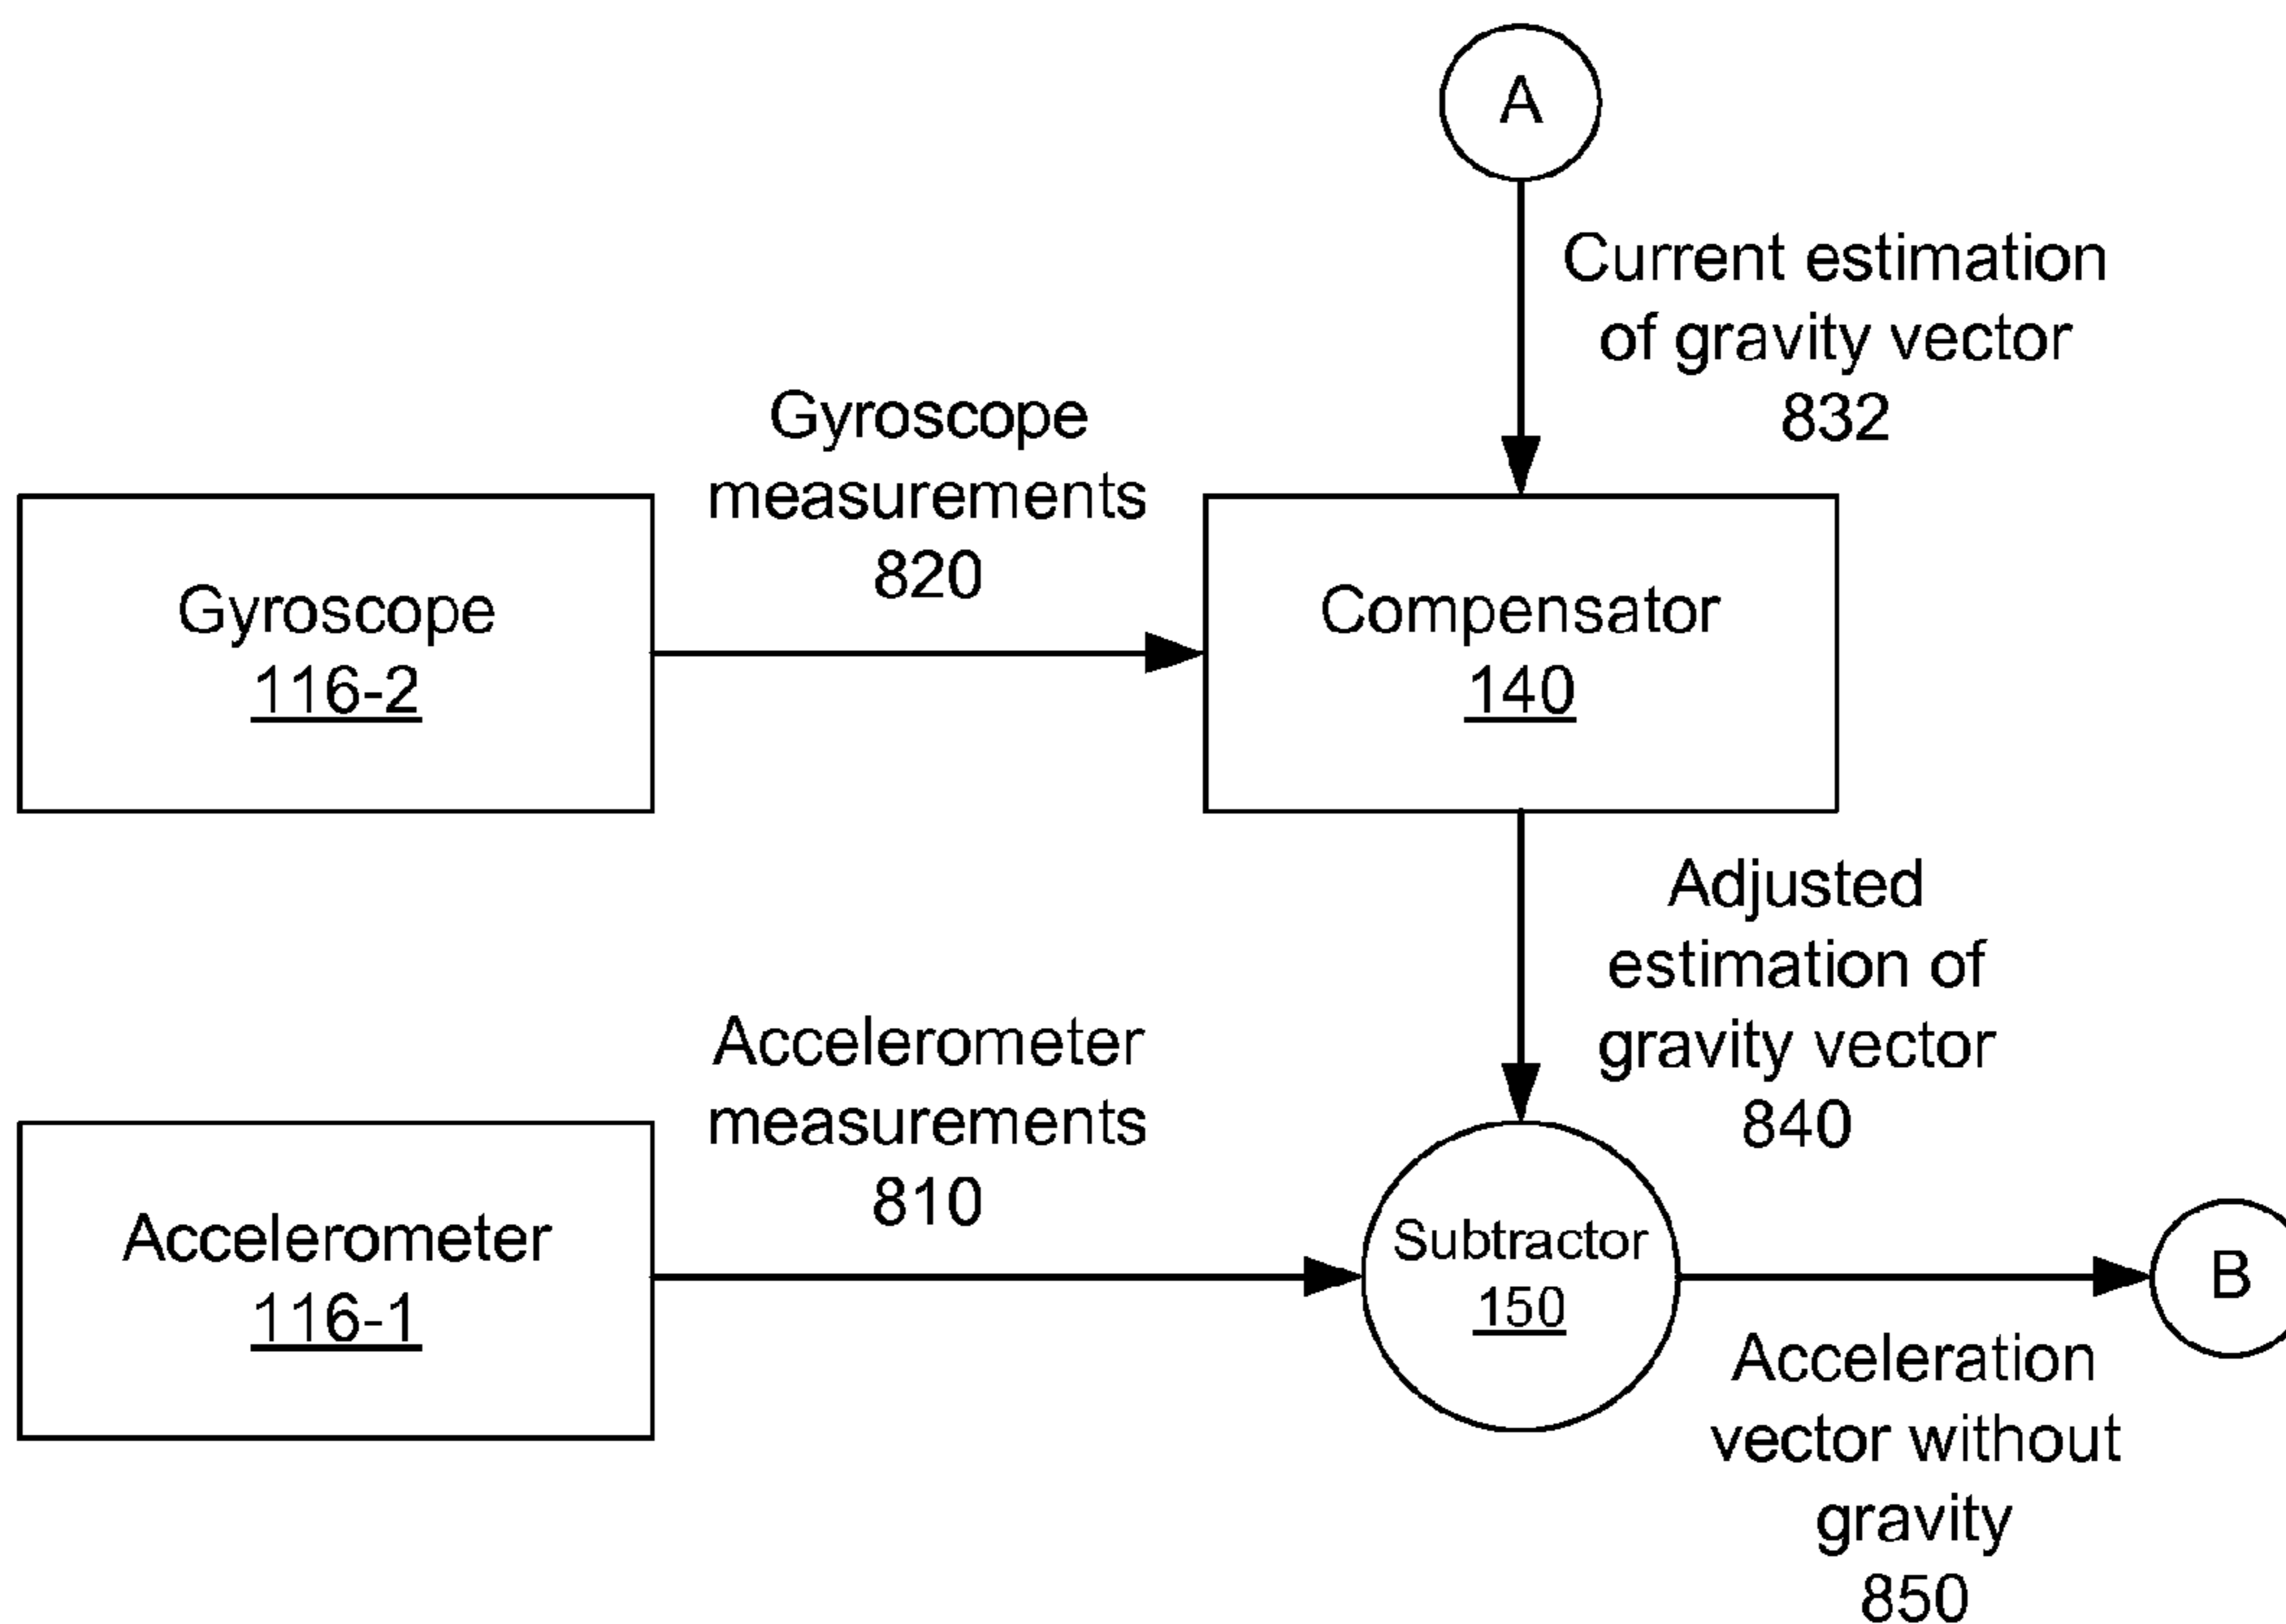 A
Current estimation
of gravity vector
832
Gyroscope
measurements
820
Gyroscope
116-2
Compensator
140
Adjusted
estimation of
gravity vector
840
Accelerometer
measurements
810
Accelerometer
116-1
Subtractor
150
B
Acceleration
vector without
gravity
850